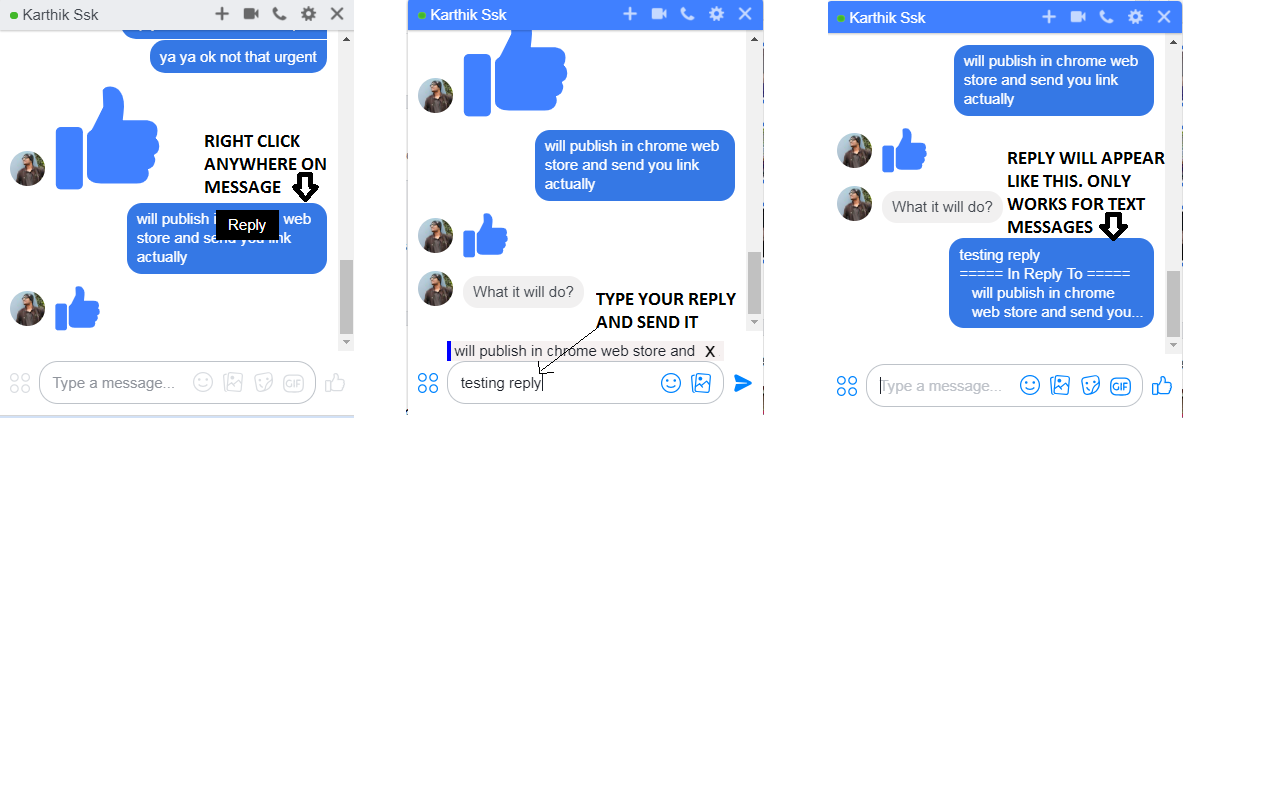 Karthik Ssk
ya ya ok not that urgent
RIGHT CLICK
ANYWHERE ON
MESSAGE
will publish i web
Reply
store and send you link
actually
Type a message...
GIF
Karthik Ssk
will publish in chrome web
store and send you link
actually
What it will do?
TYPE YOUR REPLY
AND SEND IT
will publish in chrome web store and X
testing reply
Karthik Ssk
will publish in chrome web
store and send you link
actually
REPLY WILL APPEAR
LIKE THIS. ONLY
WORKS FOR TEXT
MESSAGES
What it will do?
testing reply
===== In Reply To =====
will publish in chrome
web store and send you...
Type a message...
GIF